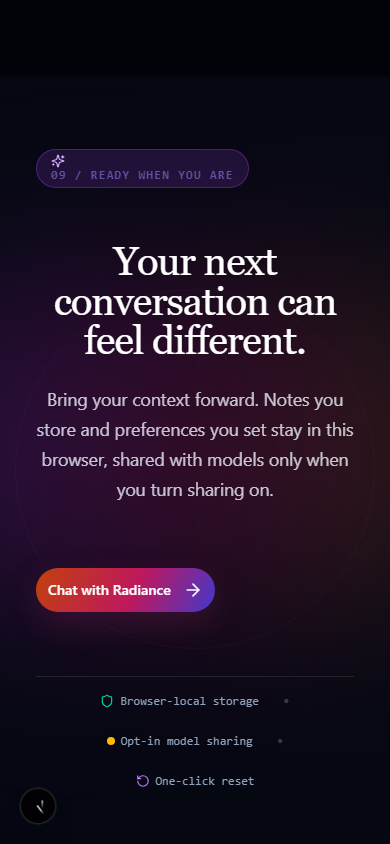 09 / READY WHEN YOU ARE
Your next
conversation can
feel different.
Bring your context forward. Notes you
store and preferences you set stay in this
browser, shared with models only when
you turn sharing on.
Chat with Radiance
Browser-local storage
Opt-in model sharing
One-click reset